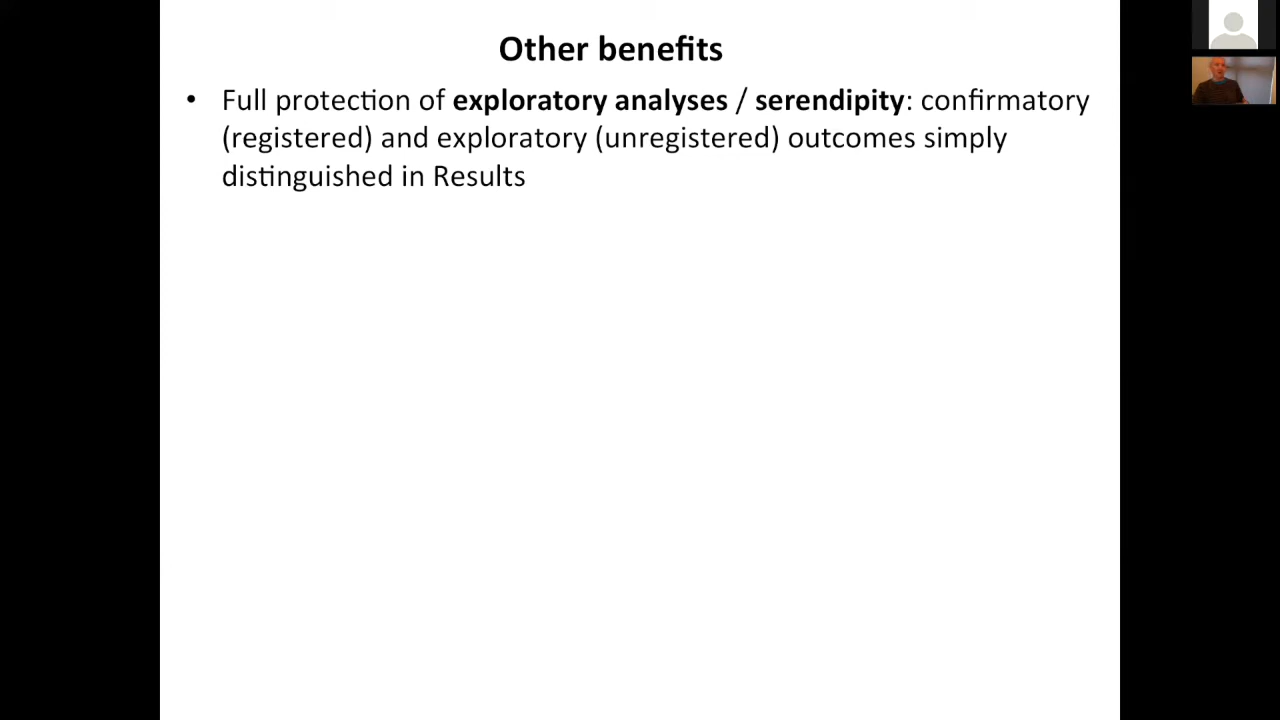 Other benefits
• Full protection of exploratory analyses / serendipity: confirmatory
(registered) and exploratory (unregistered) outcomes simply
distinguished in Results